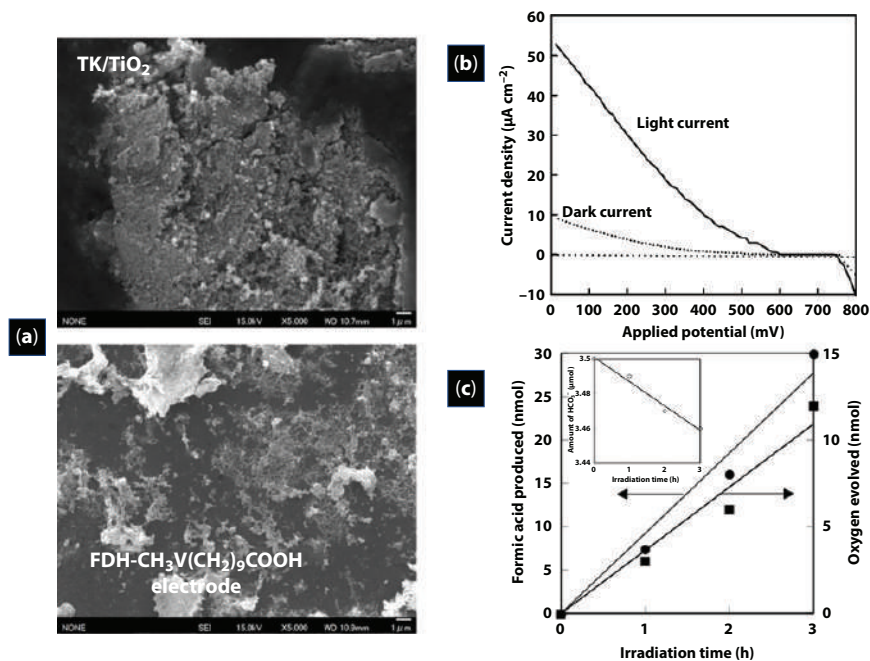 (a)
TK/TiO2
NONE SEI 15.0kV X5,000 WD 10.7mm 1μm
FDH-CH3V(CH2)9COOH
electrode
NONE SEI 15.0kV X5,000 WD 10.9mm 1μm
(b)
Current density (μA cm−2)
60
50
40
30
20
10
0
−10
Light current
Dark current
0 100 200 300 400 500 600 700 800
Applied potential (mV)
(c)
Formic acid produced (nmol)
30
25
20
15
10
5
0
Amount of HCO3− (μmol)
3.5
3.48
3.46
3.44
0 1 2 3
Irradiation time (h)
15
10
5
0
Oxygen evolved (nmol)
0 1 2 3
Irradiation time (h)